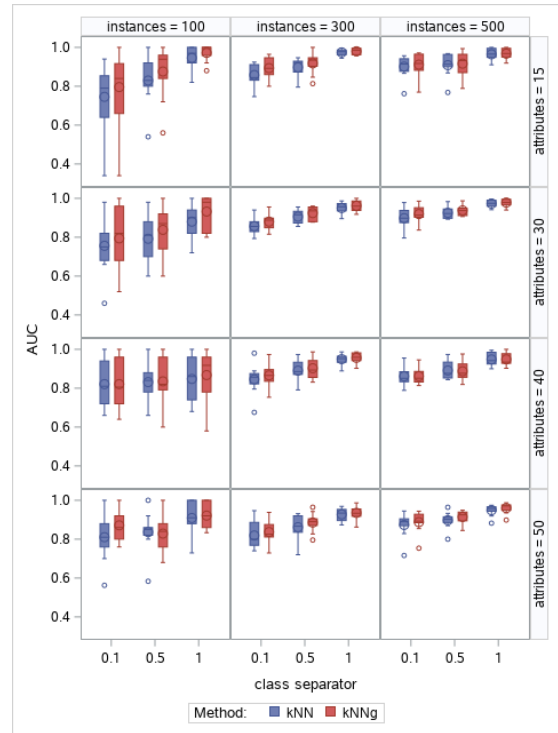 instances = 100 instances = 300 instances = 500
1.0
0.8
0.6
0.4
attributes = 15
1.0
0.8
0.6
0.4
attributes = 30
AUC
1.0
0.8
0.6
0.4
attributes = 40
1.0
0.8
0.6
0.4
attributes = 50
0.1 0.5 1 0.1 0.5 1 0.1 0.5 1
class separator
Method: kNN kNNg